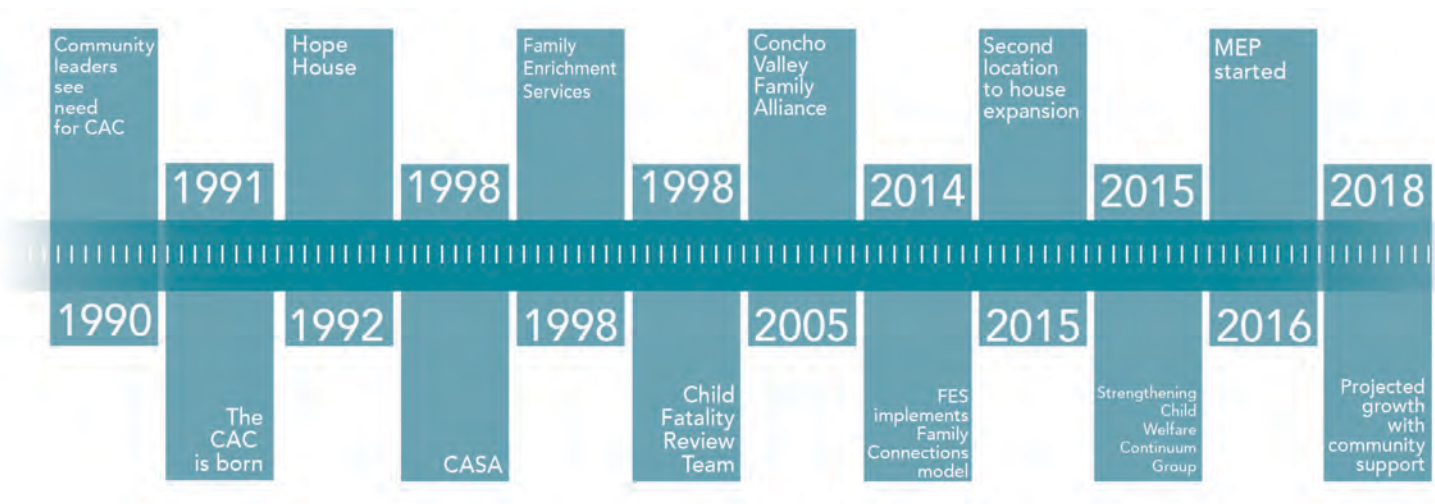 Community
leaders
see
need
for CAC
1990
1991
The
CAC
is born
Hope
House
1992
1998
CASA
Family
Enrichment
Services
1998
1998
Child
Fatality
Review
Team
Concho
Valley
Family
Alliance
2005
2014
FES
implements
Family
Connections
model
Second
location
to house
expansion
2015
2015
Strengthening
Child
Welfare
Continuum
Group
MEP
started
2016
2018
Projected
growth
with
community
support